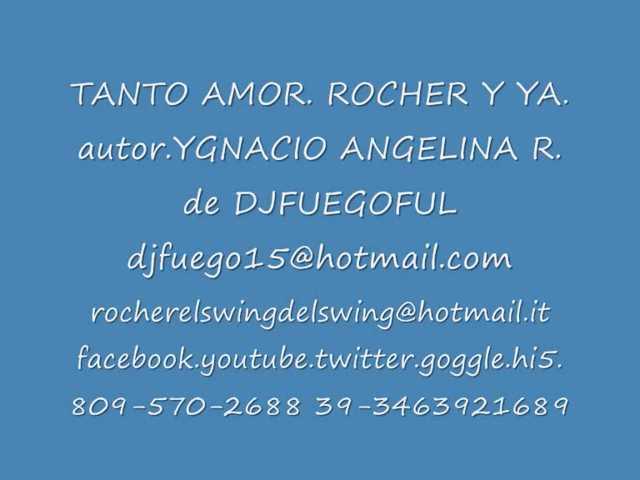 TANTO AMOR. ROCHER Y YA.
autor.YGNACIO ANGELINA R.
de DJFUEGOFUL
djfuego15@hotmail.com
rocherelswingdelswing@hotmail.it
facebook.youtube.twitter.goggle.hi5.
809-570-2688 39-3463921689